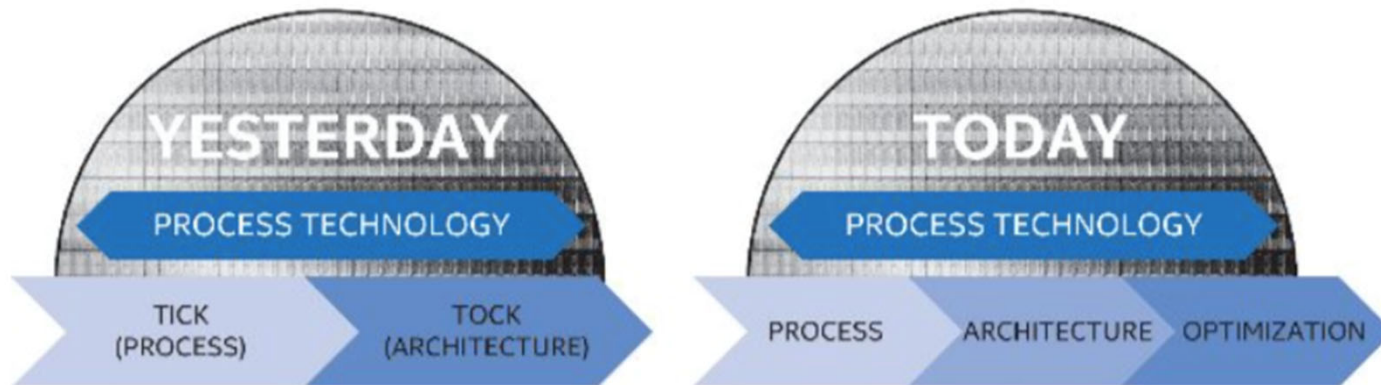 YESTERDAY
PROCESS TECHNOLOGY
TICK
(PROCESS)
TOCK
(ARCHITECTURE)
TODAY
PROCESS TECHNOLOGY
PROCESS
ARCHITECTURE
OPTIMIZATION